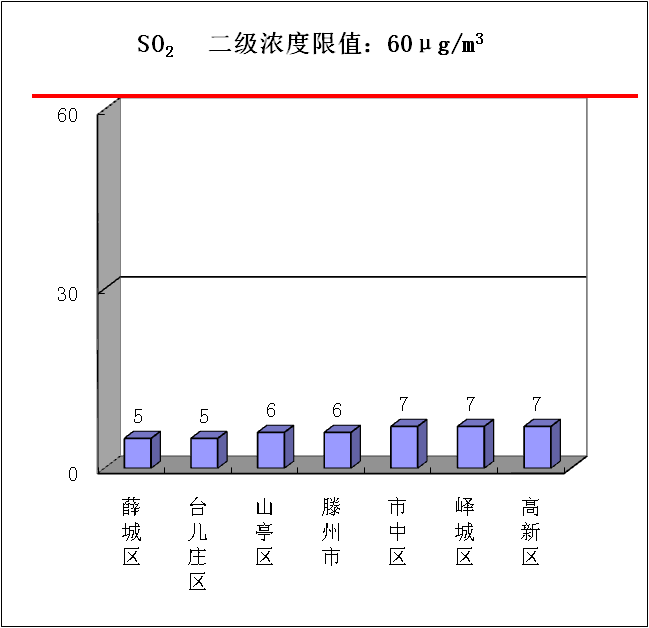 SO₂ 二级浓度限值：60μg/m³
60
30
0
5
5
6
6
7
7
7
薛城区
台儿庄区
山亭区
滕州市
市中区
峄城区
高新区